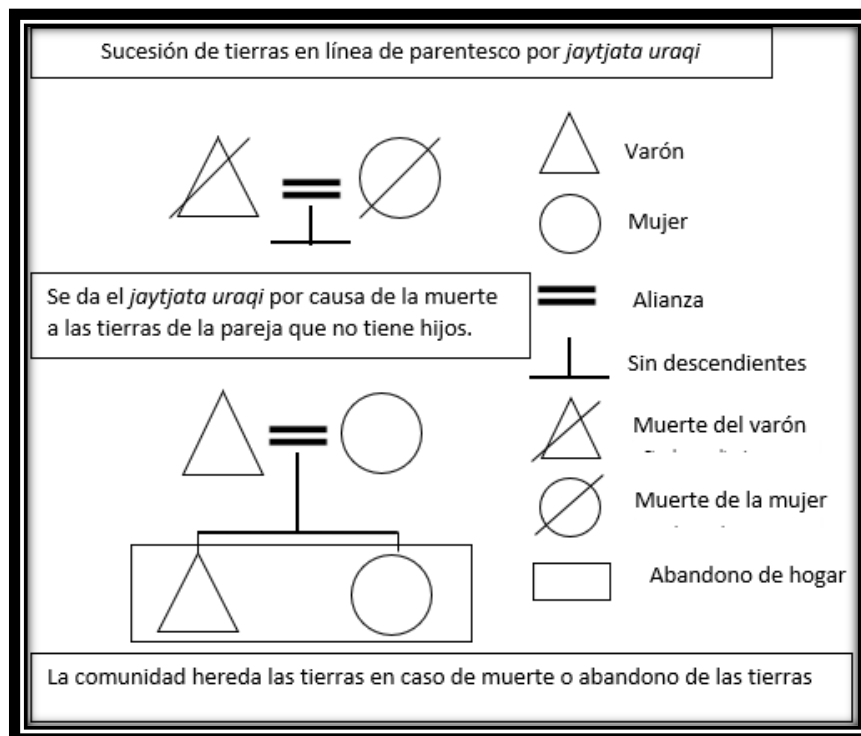 Sucesión de tierras en línea de parentesco por jaytjata uraqi
Varón
Mujer
Se da el jaytjata uraqi por causa de la muerte
a las tierras de la pareja que no tiene hijos.
Alianza
Sin descendientes
Muerte del varón
Muerte de la mujer
Abandono de hogar
La comunidad hereda las tierras en caso de muerte o abandono de las tierras